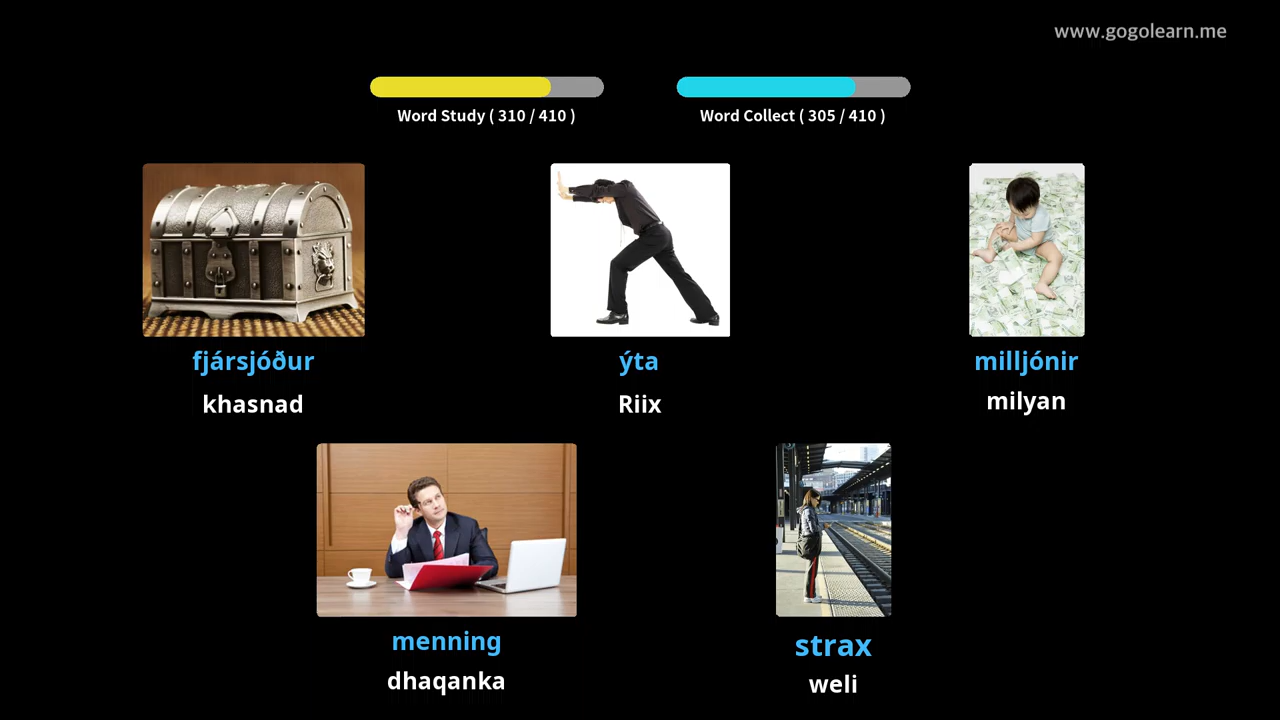 www.gogolearn.me
Word Study ( 310 / 410 )
Word Collect ( 305 / 410 )
fjársjóður
khasnad
ýta
Riix
milljónir
milyan
menning
dhaqanka
strax
weli